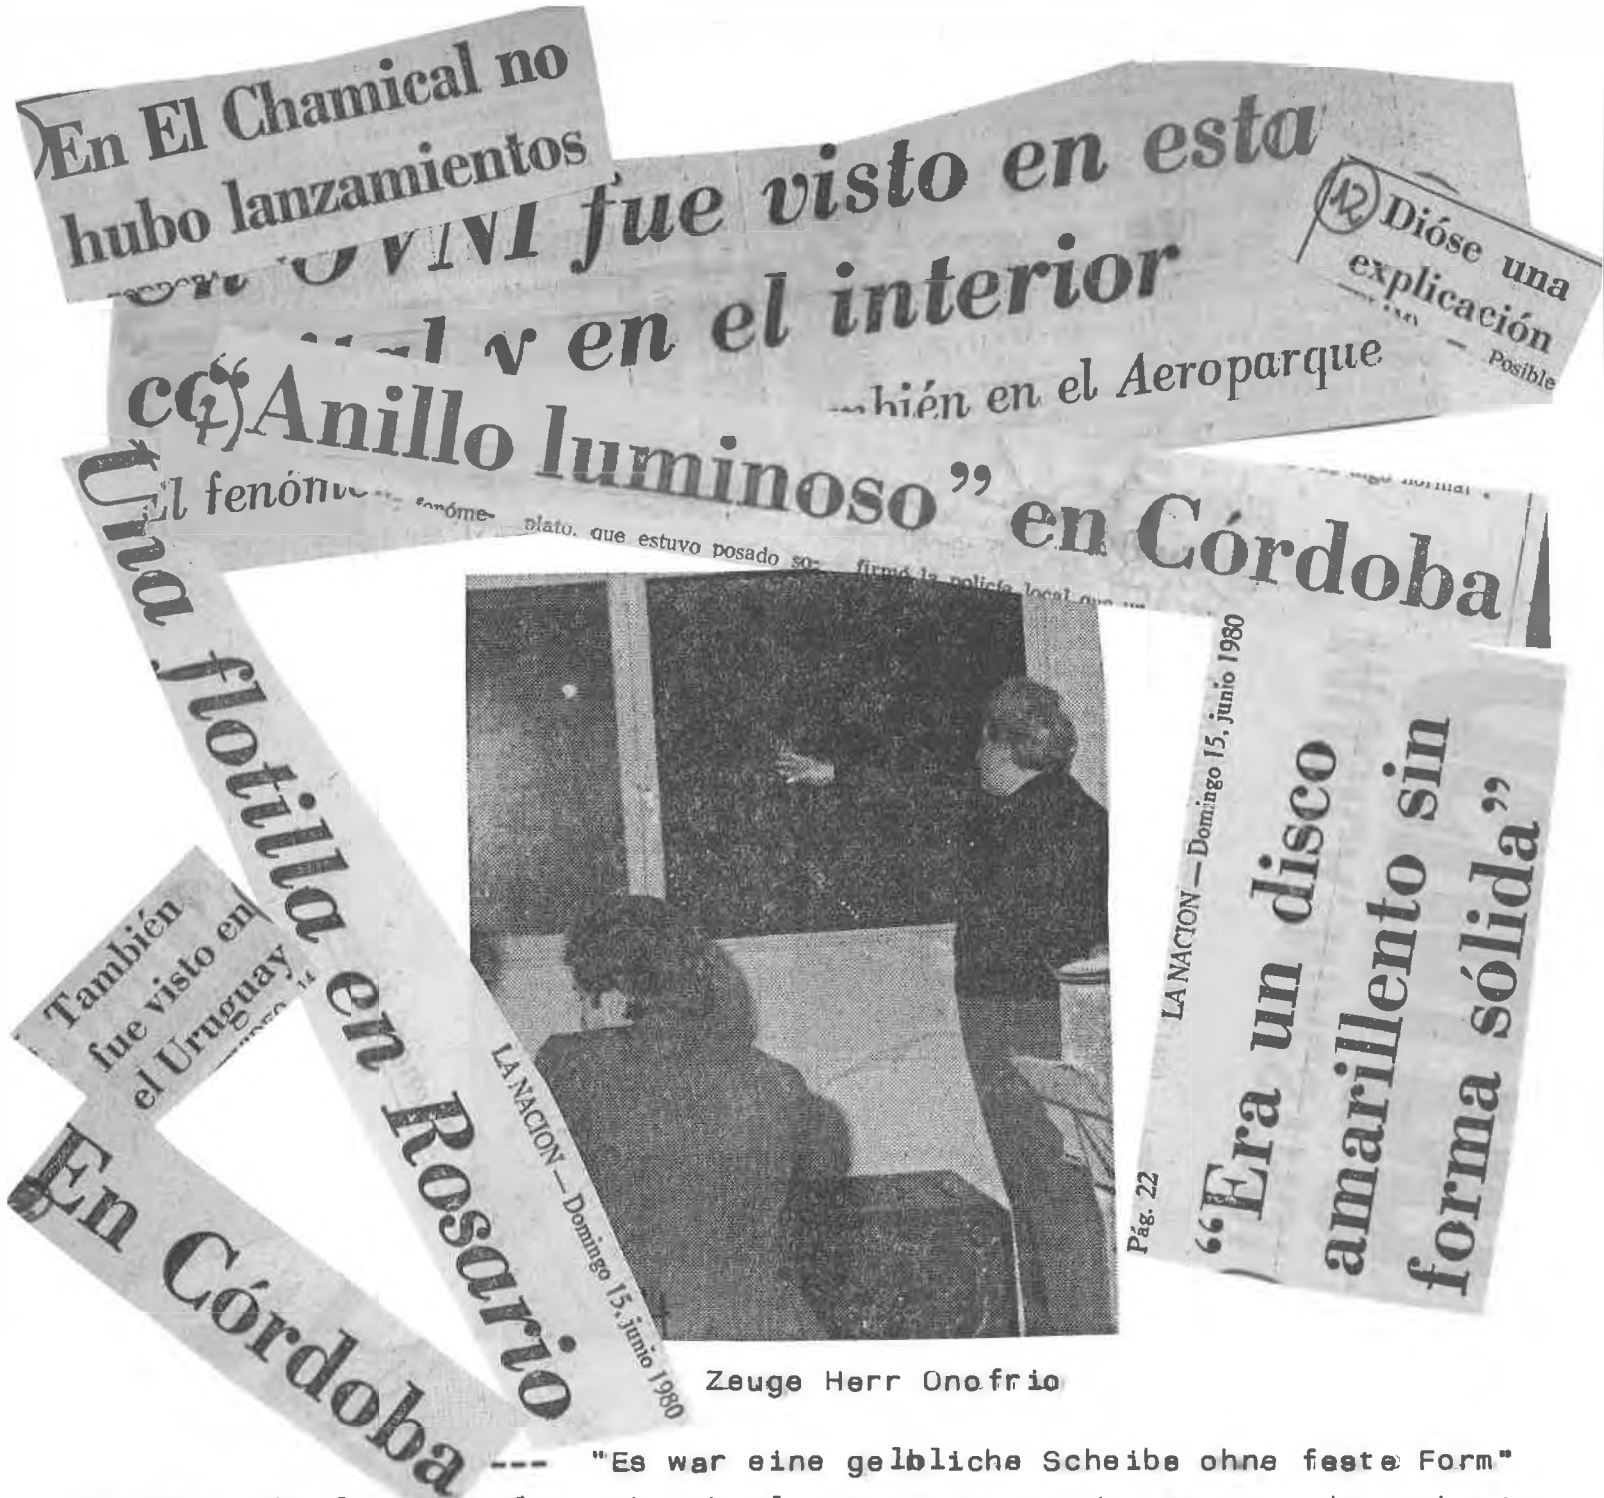 En El Chamical no
hubo lanzamientos
OVNI fue visto en esta
y en el interior
en el Aeroparque
El
12 Dióse una
explicación
Posible
“Anillo luminoso” en Córdoba
plato, que estuvo posado
firmó la policía local que
Una flotilla en Rosario
LA NACION — Domingo 15, junio 1980
También
fue visto en
el Uruguay
En Córdoba
Pág. 22 LA NACION — Domingo 15, junio 1980
“Era un disco
amarillento sin
forma sólida”
Zeuge Herr Onofrio
--- "Es war eine gelbliche Scheibe ohne feste Form"